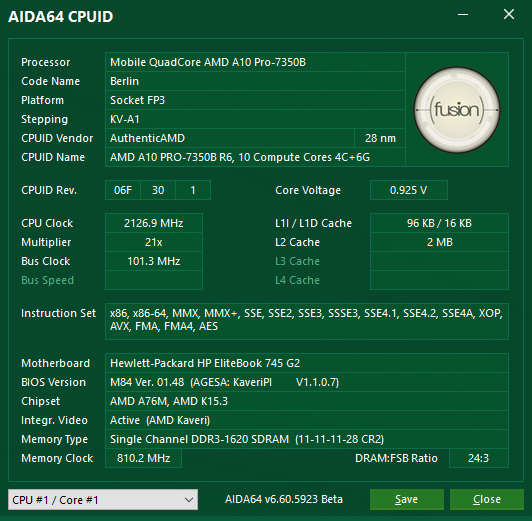 AIDA64 CPUID
Processor Mobile QuadCore AMD A10 Pro-7350B
Code Name Berlin
Platform Socket FP3
Stepping KV-A1
CPUID Vendor AuthenticAMD 28 nm
CPUID Name AMD A10 PRO-7350B R6, 10 Compute Cores 4C+6G
fusion
CPUID Rev. 06F 30 1 Core Voltage 0.925 V
CPU Clock 2126.9 MHz L1I / L1D Cache 96 KB / 16 KB
Multiplier 21x L2 Cache 2 MB
Bus Clock 101.3 MHz L3 Cache
Bus Speed L4 Cache
Instruction Set x86, x86-64, MMX, MMX+, SSE, SSE2, SSE3, SSSE3, SSE4.1, SSE4.2, SSE4A, XOP,
AVX, FMA, FMA4, AES
Motherboard Hewlett-Packard HP EliteBook 745 G2
BIOS Version M84 Ver. 01.48 (AGESA: KaveriPI V1.1.0.7)
Chipset AMD A76M, AMD K15.3
Integr. Video Active (AMD Kaveri)
Memory Type Single Channel DDR3-1620 SDRAM (11-11-11-28 CR2)
Memory Clock 810.2 MHz DRAM:FSB Ratio 24:3
CPU #1 / Core #1 AIDA64 v6.60.5923 Beta Save Close